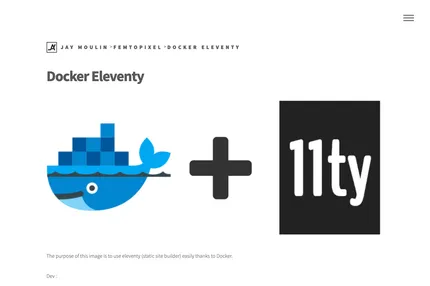 JAY MOULIN °FEMTOPIXEL °DOCKER ELEVENTY
Docker Eleventy
11ty
The purpose of this image is to use eleventy (static site builder) easily thanks to Docker.
Dev :